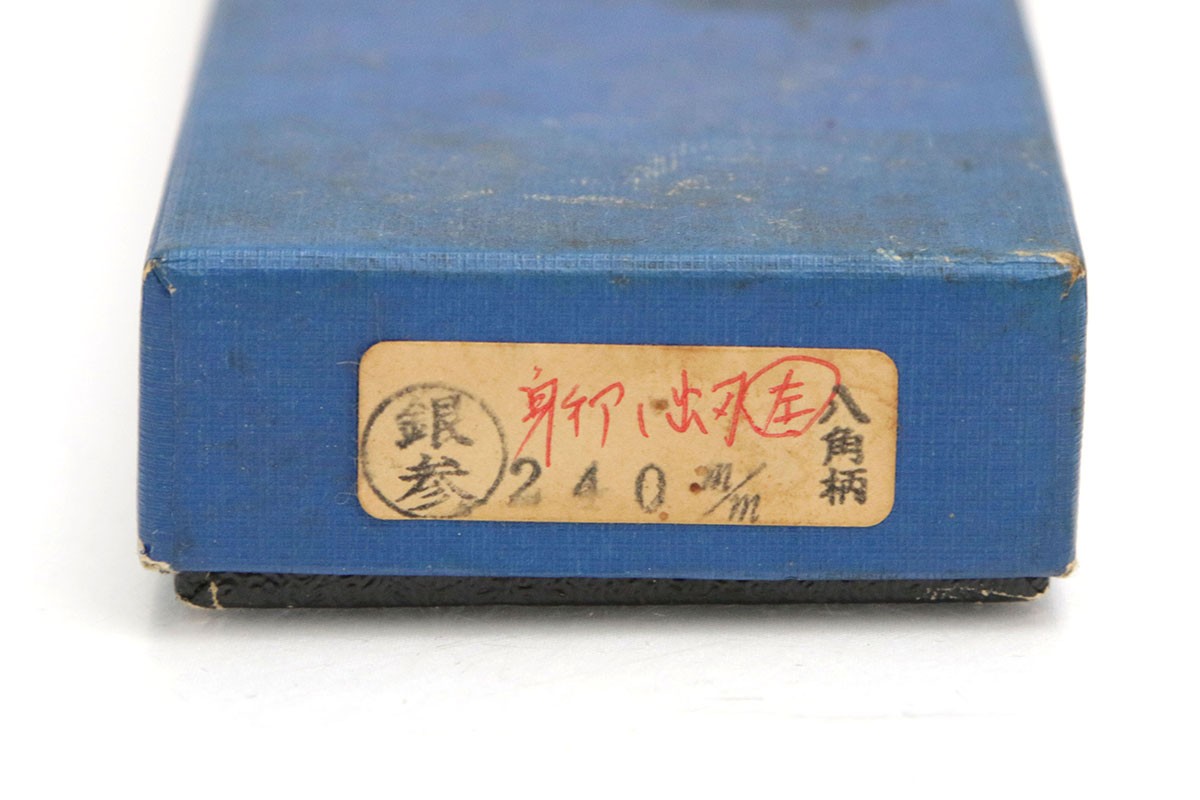 銀参
身卸し出刃 左
240 m/m
八角柄